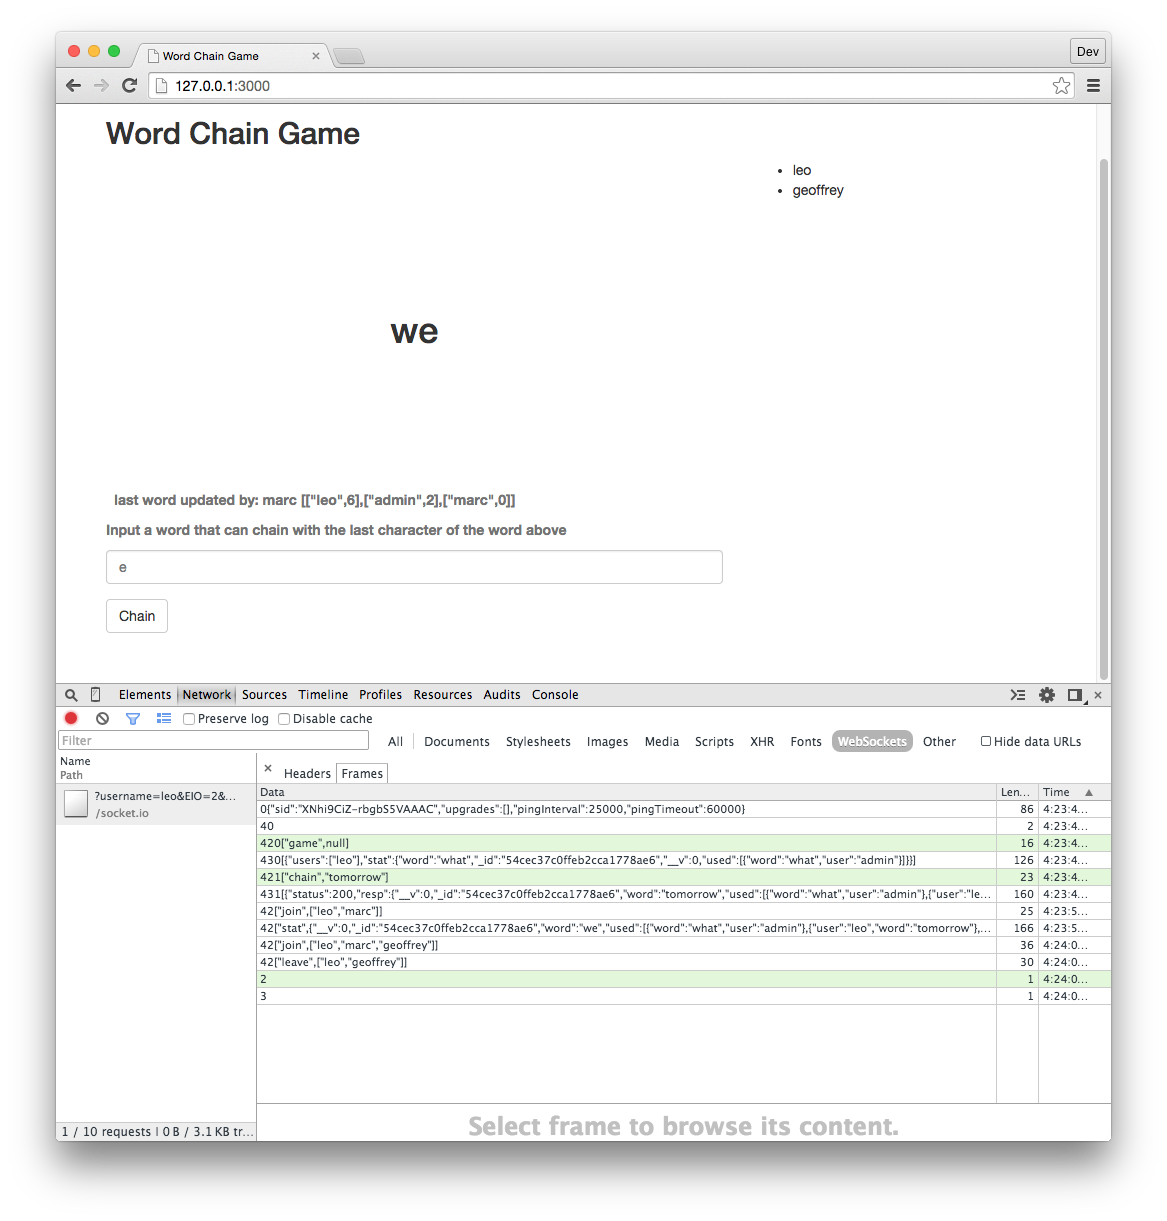 Word Chain Game
Dev
127.0.0.1:3000
Word Chain Game
leo
geoffrey
we
last word updated by: marc [["leo",6],["admin",2],["marc",0]]
Input a word that can chain with the last character of the word above
e
Chain
Elements Network Sources Timeline Profiles Resources Audits Console
Preserve log Disable cache
Filter All Documents Stylesheets Images Media Scripts XHR Fonts WebSockets Other Hide data URLs
Name
Path
?username=leo&EIO=2&...
/socket.io
Headers Frames
Data Len... Time
0{"sid":"XNhi9CiZ-rbgbS5VAAAC","upgrades":[],"pingInterval":25000,"pingTimeout":60000} 86 4:23:4...
40 2 4:23:4...
420["game",null] 16 4:23:4...
430[{"users":["leo"],"stat":{"word":"what","_id":"54cec37c0ffeb2cca1778ae6","__v":0,"used":[{"word":"what","user":"admin"}]}}] 126 4:23:4...
421["chain","tomorrow"] 23 4:23:4...
431[{"status":200,"resp":{"__v":0,"_id":"54cec37c0ffeb2cca1778ae6","word":"tomorrow","used":[{"word":"what","user":"admin"},{"user":"le... 160 4:23:4...
42["join",["leo","marc"]] 25 4:23:5...
42["stat",{"__v":0,"_id":"54cec37c0ffeb2cca1778ae6","word":"we","used":[{"word":"what","user":"admin"},{"user":"leo","word":"tomorrow"},... 166 4:23:5...
42["join",["leo","marc","geoffrey"]] 36 4:24:0...
42["leave",["leo","geoffrey"]] 30 4:24:0...
2 1 4:24:0...
3 1 4:24:0...
Select frame to browse its content.
1 / 10 requests | 0 B / 3.1 KB tr...